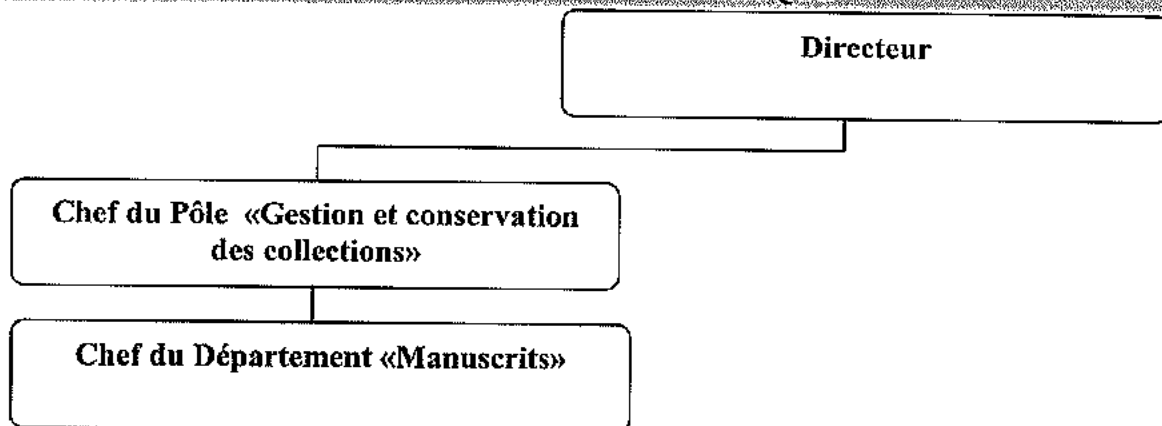 Directeur
Chef du Pôle «Gestion et conservation
des collections»
Chef du Département «Manuscrits»